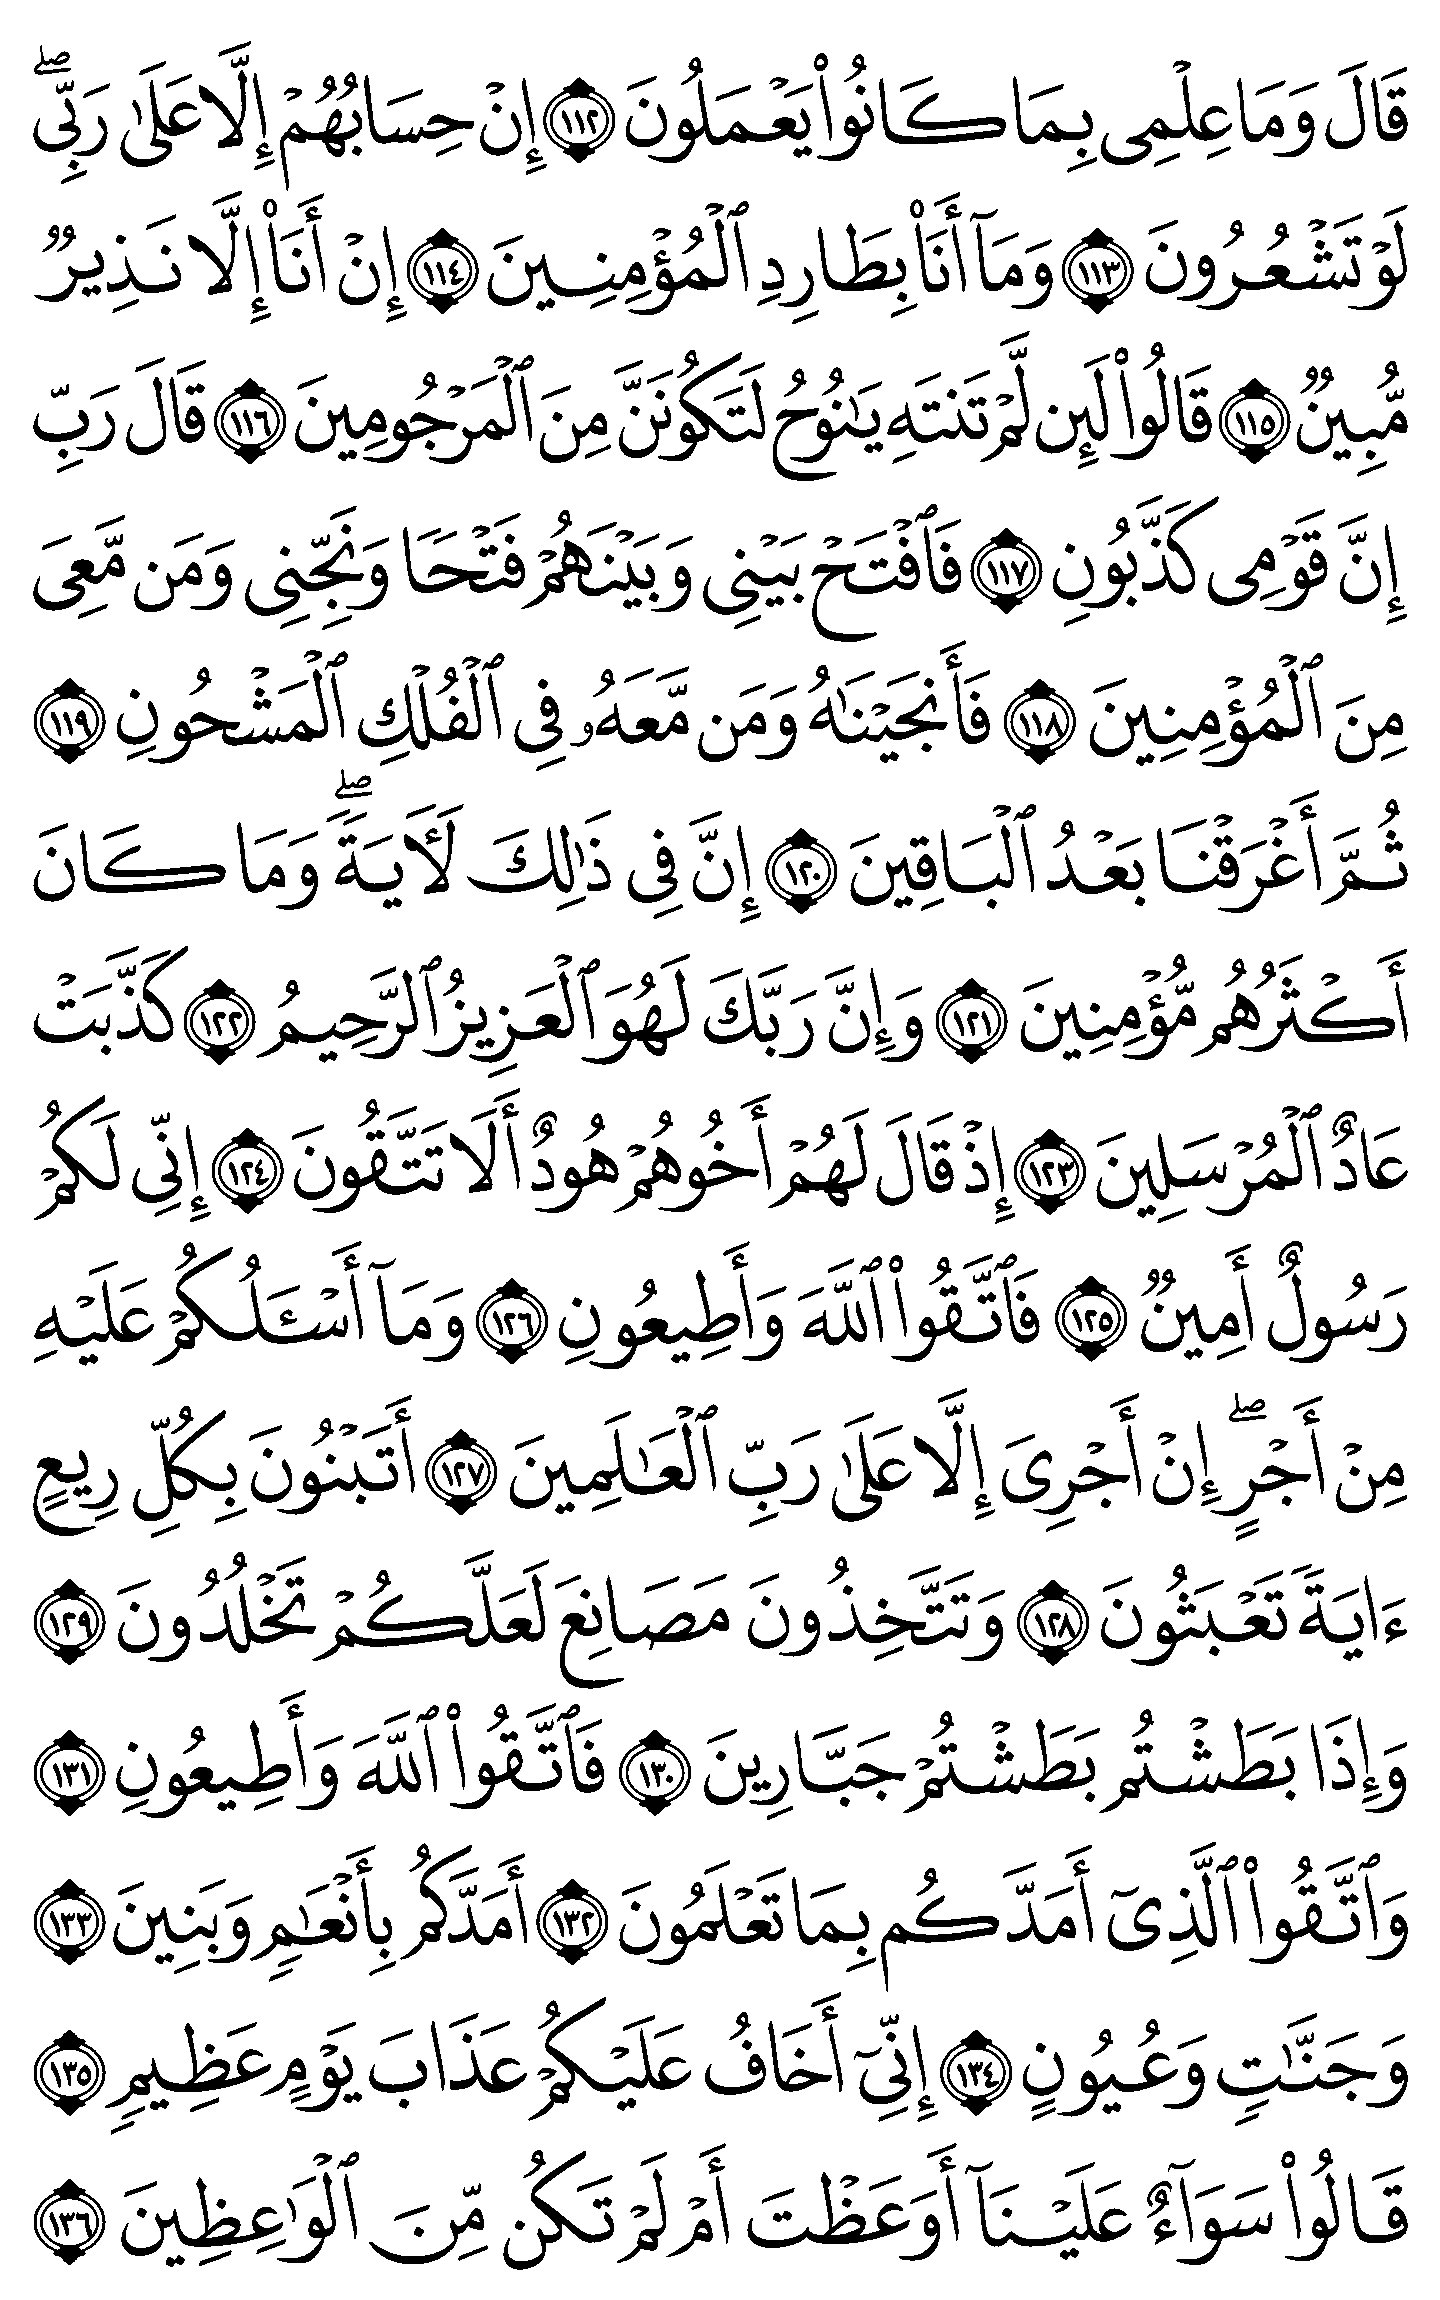 قَالَ وَمَا عِلْمِى بِمَا كَانُوا۟ يَعْمَلُونَ ١١٢ إِنْ حِسَابُهُمْ إِلَّا عَلَىٰ رَبِّى ۖ
لَوْ تَشْعُرُونَ ١١٣ وَمَآ أَنَا۠ بِطَارِدِ ٱلْمُؤْمِنِينَ ١١٤ إِنْ أَنَا۠ إِلَّا نَذِيرٌ
مُّبِينٌ ١١٥ قَالُوا۟ لَئِن لَّمْ تَنتَهِ يَـٰنُوحُ لَتَكُونَنَّ مِنَ ٱلْمَرْجُومِينَ ١١٦ قَالَ رَبِّ
إِنَّ قَوْمِى كَذَّبُونِ ١١٧ فَٱفْتَحْ بَيْنِى وَبَيْنَهُمْ فَتْحًا وَنَجِّنِى وَمَن مَّعِىَ
مِنَ ٱلْمُؤْمِنِينَ ١١٨ فَأَنجَيْنَـٰهُ وَمَن مَّعَهُۥ فِى ٱلْفُلْكِ ٱلْمَشْحُونِ ١١٩
ثُمَّ أَغْرَقْنَا بَعْدُ ٱلْبَاقِينَ ١٢٠ إِنَّ فِى ذَٰلِكَ لَـَٔايَةً ۖ وَمَا كَانَ
أَكْثَرُهُم مُّؤْمِنِينَ ١٢١ وَإِنَّ رَبَّكَ لَهُوَ ٱلْعَزِيزُ ٱلرَّحِيمُ ١٢٢ كَذَّبَتْ
عَادٌ ٱلْمُرْسَلِينَ ١٢٣ إِذْ قَالَ لَهُمْ أَخُوهُمْ هُودٌ أَلَا تَتَّقُونَ ١٢٤ إِنِّى لَكُمْ
رَسُولٌ أَمِينٌ ١٢٥ فَٱتَّقُوا۟ ٱللَّهَ وَأَطِيعُونِ ١٢٦ وَمَآ أَسْـَٔلُكُمْ عَلَيْهِ
مِنْ أَجْرٍ ۖ إِنْ أَجْرِىَ إِلَّا عَلَىٰ رَبِّ ٱلْعَـٰلَمِينَ ١٢٧ أَتَبْنُونَ بِكُلِّ رِيعٍ
ءَايَةً تَعْبَثُونَ ١٢٨ وَتَتَّخِذُونَ مَصَانِعَ لَعَلَّكُمْ تَخْلُدُونَ ١٢٩
وَإِذَا بَطَشْتُم بَطَشْتُمْ جَبَّارِينَ ١٣٠ فَٱتَّقُوا۟ ٱللَّهَ وَأَطِيعُونِ ١٣١
وَٱتَّقُوا۟ ٱلَّذِىٓ أَمَدَّكُم بِمَا تَعْلَمُونَ ١٣٢ أَمَدَّكُم بِأَنْعَـٰمٍ وَبَنِينَ ١٣٣
وَجَنَّـٰتٍ وَعُيُونٍ ١٣٤ إِنِّىٓ أَخَافُ عَلَيْكُمْ عَذَابَ يَوْمٍ عَظِيمٍ ١٣٥
قَالُوا۟ سَوَآءٌ عَلَيْنَآ أَوَعَظْتَ أَمْ لَمْ تَكُن مِّنَ ٱلْوَٰعِظِينَ ١٣٦